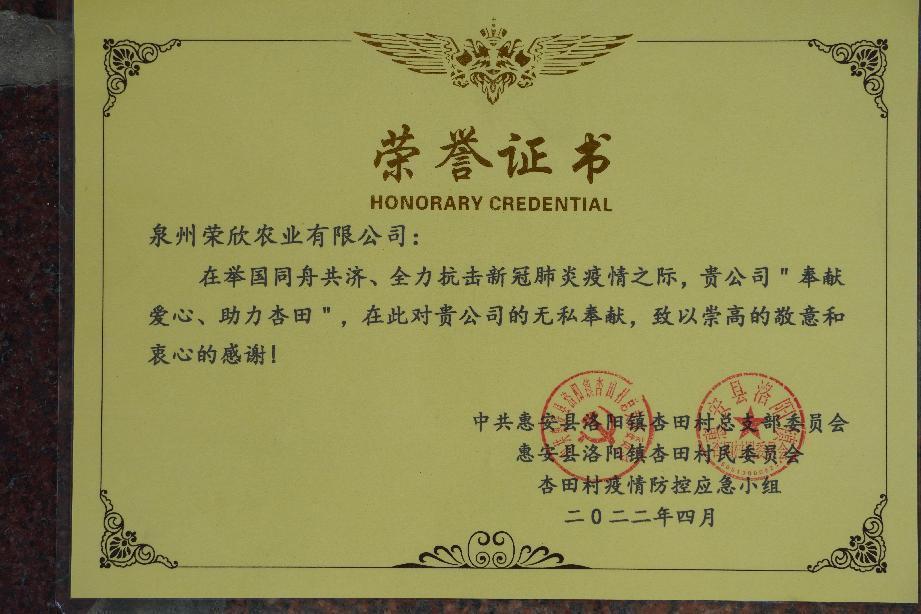 荣誉证书
HONORARY CREDENTIAL
泉州荣欣农业有限公司：
在举国同舟共济、全力抗击新冠肺炎疫情之际，贵公司"奉献
爱心、助力杏田"，在此对贵公司的无私奉献，致以崇高的敬意和
衷心的感谢！
中共惠安县洛阳镇杏田村总支部委员会
惠安县洛阳镇杏田村民委员会
杏田村疫情防控应急小组
二〇二二年四月